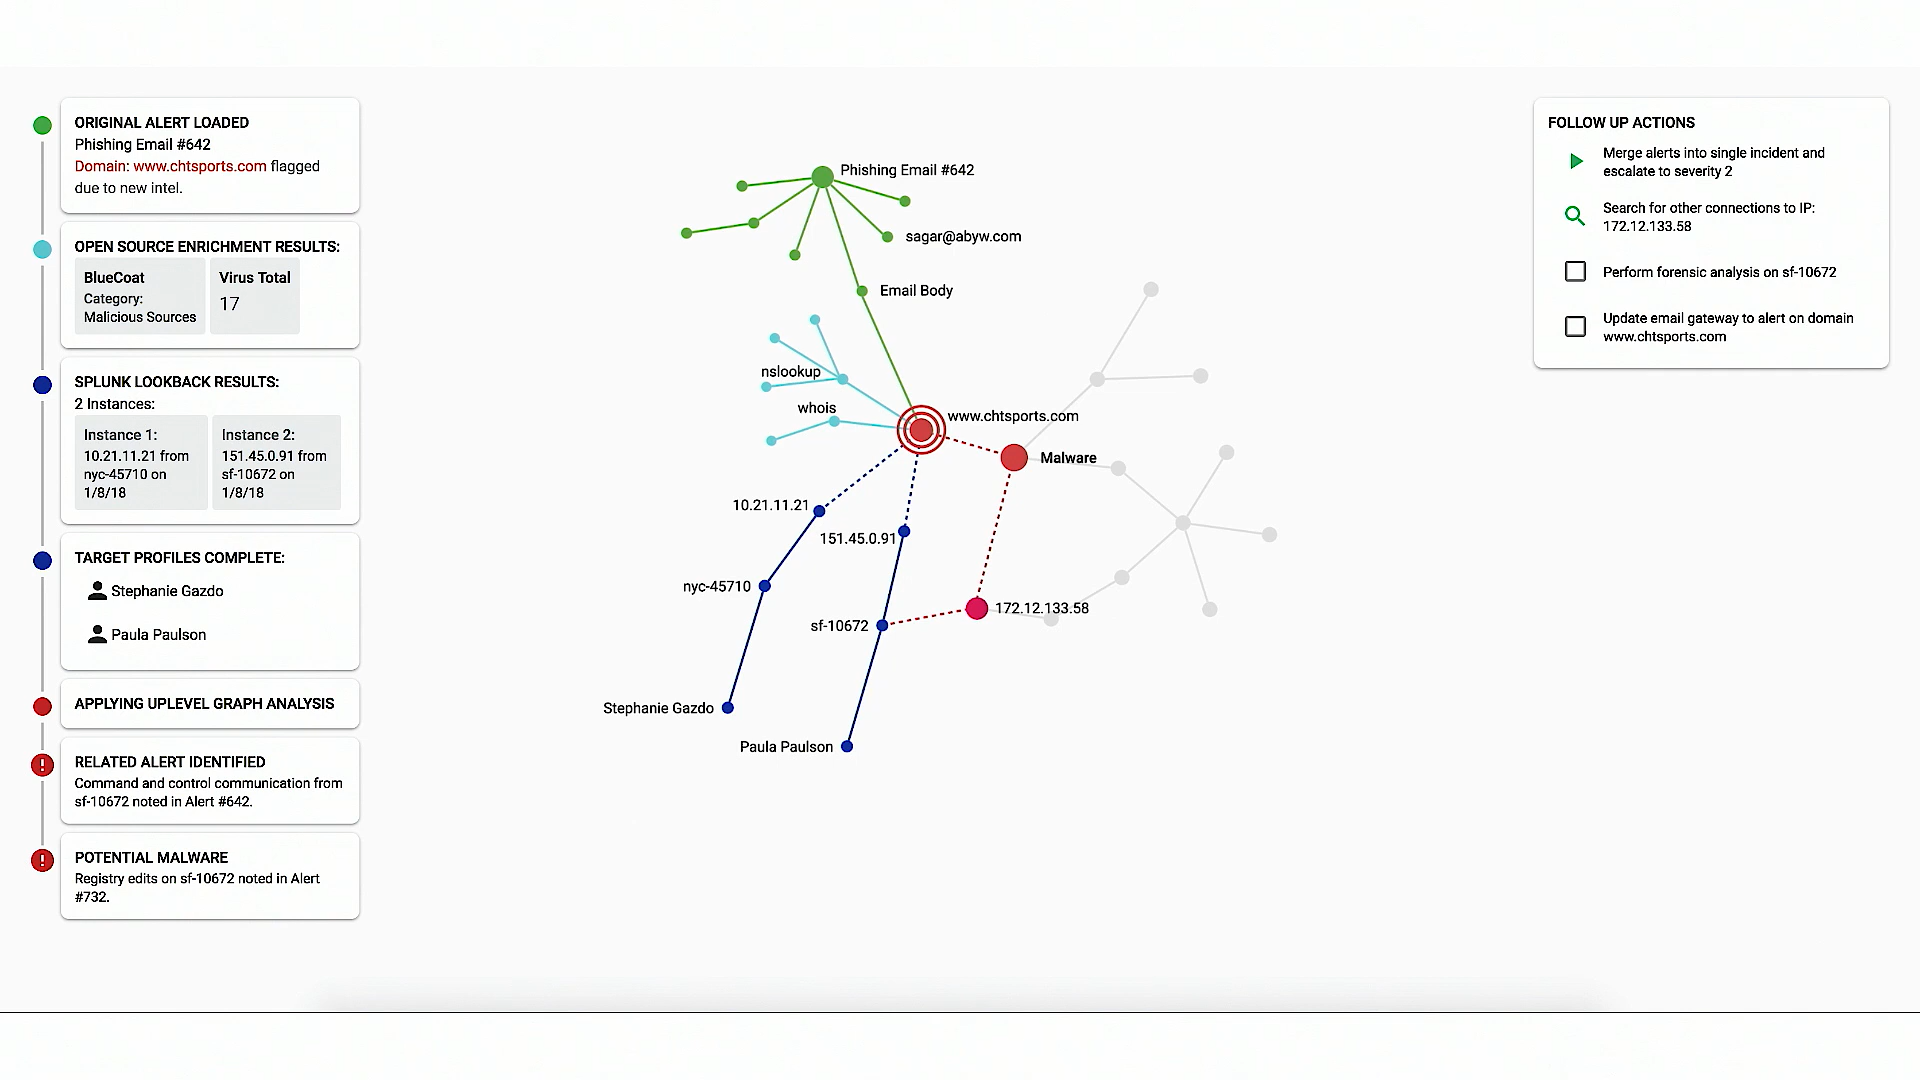 ORIGINAL ALERT LOADED
Phishing Email #642
Domain: www.chtsports.com flagged
due to new intel.
OPEN SOURCE ENRICHMENT RESULTS:
BlueCoat
Category:
Malicious Sources
Virus Total
17
SPLUNK LOOKBACK RESULTS:
2 Instances:
Instance 1:
10.21.11.21 from
nyc-45710 on
1/8/18
Instance 2:
151.45.0.91 from
sf-10672 on
1/8/18
TARGET PROFILES COMPLETE:
Stephanie Gazdo
Paula Paulson
APPLYING UPLEVEL GRAPH ANALYSIS
RELATED ALERT IDENTIFIED
Command and control communication from
sf-10672 noted in Alert #642.
POTENTIAL MALWARE
Registry edits on sf-10672 noted in Alert
#732.
Phishing Email #642
sagar@abyw.com
Email Body
nslookup
whois
www.chtsports.com
Malware
10.21.11.21
151.45.0.91
nyc-45710
172.12.133.58
sf-10672
Stephanie Gazdo
Paula Paulson
FOLLOW UP ACTIONS
Merge alerts into single incident and
escalate to severity 2
Search for other connections to IP:
172.12.133.58
Perform forensic analysis on sf-10672
Update email gateway to alert on domain
www.chtsports.com